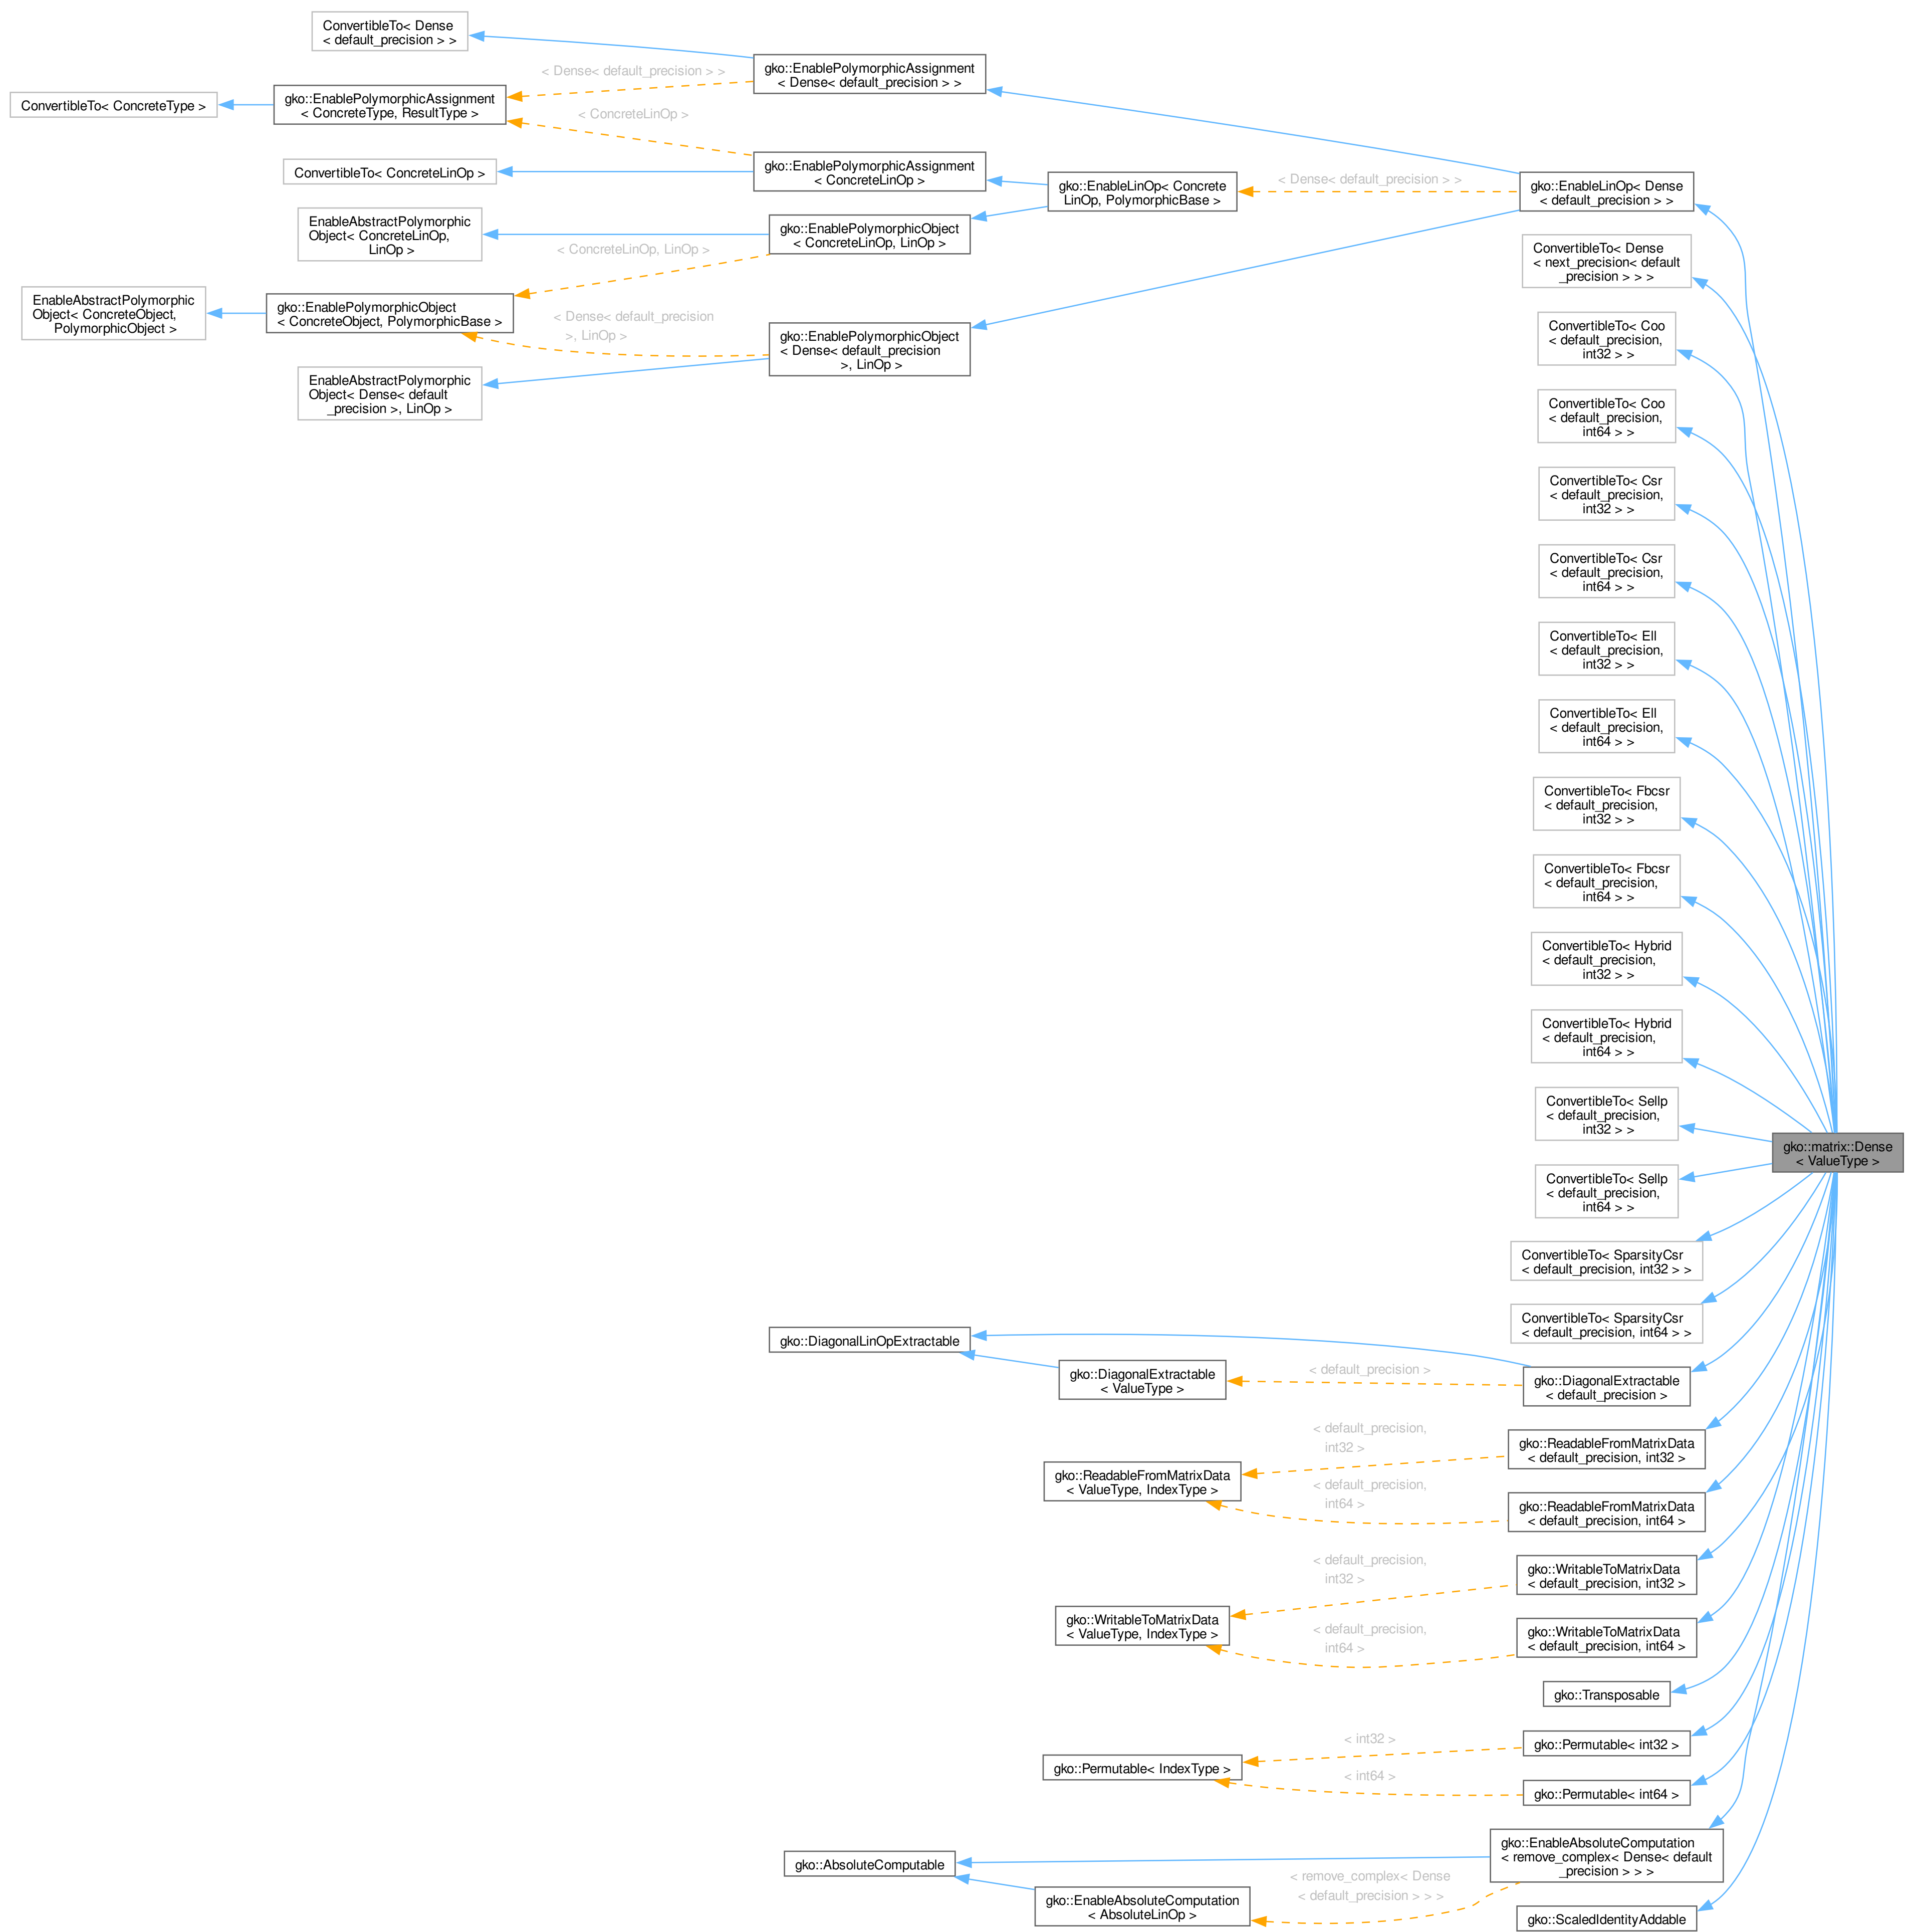 ConvertibleTo< Dense
< default_precision > >
gko::EnablePolymorphicAssignment
< Dense< default_precision > >
< Dense< default_precision > >
gko::EnablePolymorphicAssignment
< ConcreteType, ResultType >
ConvertibleTo< ConcreteType >
< ConcreteLinOp >
gko::EnablePolymorphicAssignment
< ConcreteLinOp >
ConvertibleTo< ConcreteLinOp >
gko::EnableLinOp< Concrete
LinOp, PolymorphicBase >
< Dense< default_precision > >
gko::EnableLinOp< Dense
< default_precision > >
EnableAbstractPolymorphic
Object< ConcreteLinOp,
LinOp >
gko::EnablePolymorphicObject
< ConcreteLinOp, LinOp >
< ConcreteLinOp, LinOp >
ConvertibleTo< Dense
< next_precision< default
_precision > > >
EnableAbstractPolymorphic
Object< ConcreteObject,
PolymorphicObject >
gko::EnablePolymorphicObject
< ConcreteObject, PolymorphicBase >
< Dense< default_precision
>, LinOp >
gko::EnablePolymorphicObject
< Dense< default_precision
>, LinOp >
ConvertibleTo< Coo
< default_precision,
int32 > >
EnableAbstractPolymorphic
Object< Dense< default
_precision >, LinOp >
ConvertibleTo< Coo
< default_precision,
int64 > >
ConvertibleTo< Csr
< default_precision,
int32 > >
ConvertibleTo< Csr
< default_precision,
int64 > >
ConvertibleTo< Ell
< default_precision,
int32 > >
ConvertibleTo< Ell
< default_precision,
int64 > >
ConvertibleTo< Fbcsr
< default_precision,
int32 > >
ConvertibleTo< Fbcsr
< default_precision,
int64 > >
ConvertibleTo< Hybrid
< default_precision,
int32 > >
ConvertibleTo< Hybrid
< default_precision,
int64 > >
ConvertibleTo< Sellp
< default_precision,
int32 > >
gko::matrix::Dense
< ValueType >
ConvertibleTo< Sellp
< default_precision,
int64 > >
ConvertibleTo< SparsityCsr
< default_precision, int32 > >
ConvertibleTo< SparsityCsr
< default_precision, int64 > >
gko::DiagonalLinOpExtractable
gko::DiagonalExtractable
< ValueType >
< default_precision >
gko::DiagonalExtractable
< default_precision >
< default_precision,
int32 >
gko::ReadableFromMatrixData
< default_precision, int32 >
gko::ReadableFromMatrixData
< ValueType, IndexType >
< default_precision,
int64 >
gko::ReadableFromMatrixData
< default_precision, int64 >
< default_precision,
int32 >
gko::WritableToMatrixData
< default_precision, int32 >
gko::WritableToMatrixData
< ValueType, IndexType >
< default_precision,
int64 >
gko::WritableToMatrixData
< default_precision, int64 >
gko::Transposable
< int32 >
gko::Permutable< int32 >
gko::Permutable< IndexType >
< int64 >
gko::Permutable< int64 >
gko::EnableAbsoluteComputation
< remove_complex< Dense< default
_precision > > >
gko::AbsoluteComputable
< remove_complex< Dense
< default_precision > > >
gko::EnableAbsoluteComputation
< AbsoluteLinOp >
gko::ScaledIdentityAddable